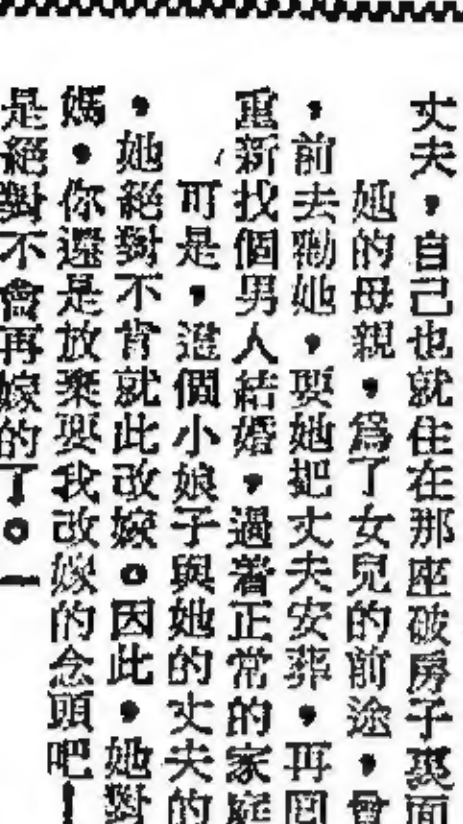 丈夫，自己也就住在那座破房子裏面
她的母親，爲了女兒的前途，會
，前去勸她，要她把丈夫安葬，再回
重新找個男人結婚，過着正常的家庭
可是，這個小娘子與她的丈夫的
，她絕對不肯就此改嫁。因此，她對
媽，你還是放棄要我改嫁的念頭吧！
是絕對不會再嫁的了。